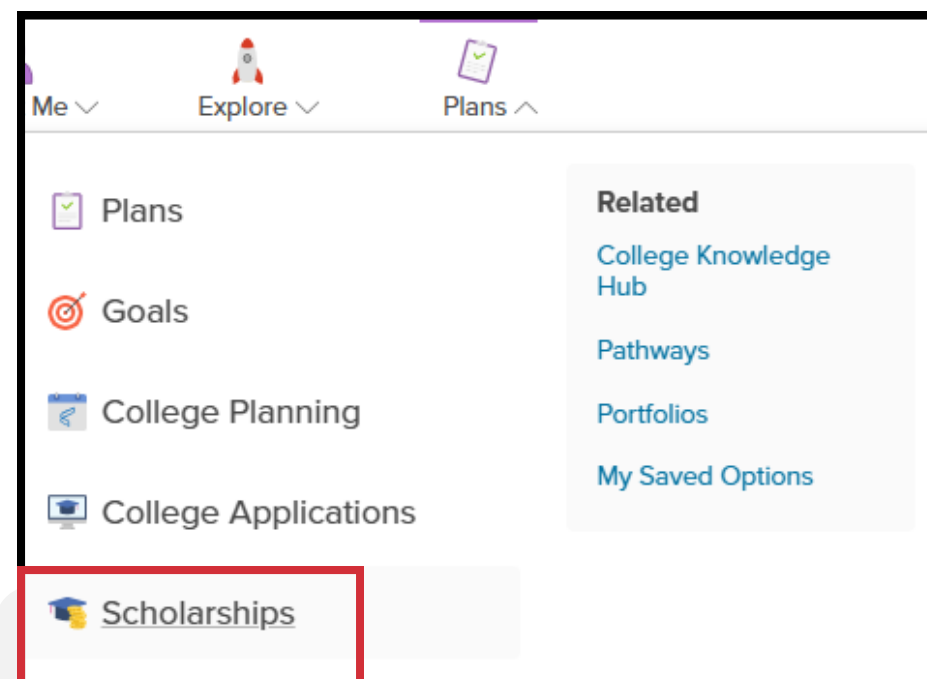 Me
Explore
Plans
Plans
Goals
College Planning
College Applications
Scholarships
Related
College Knowledge
Hub
Pathways
Portfolios
My Saved Options